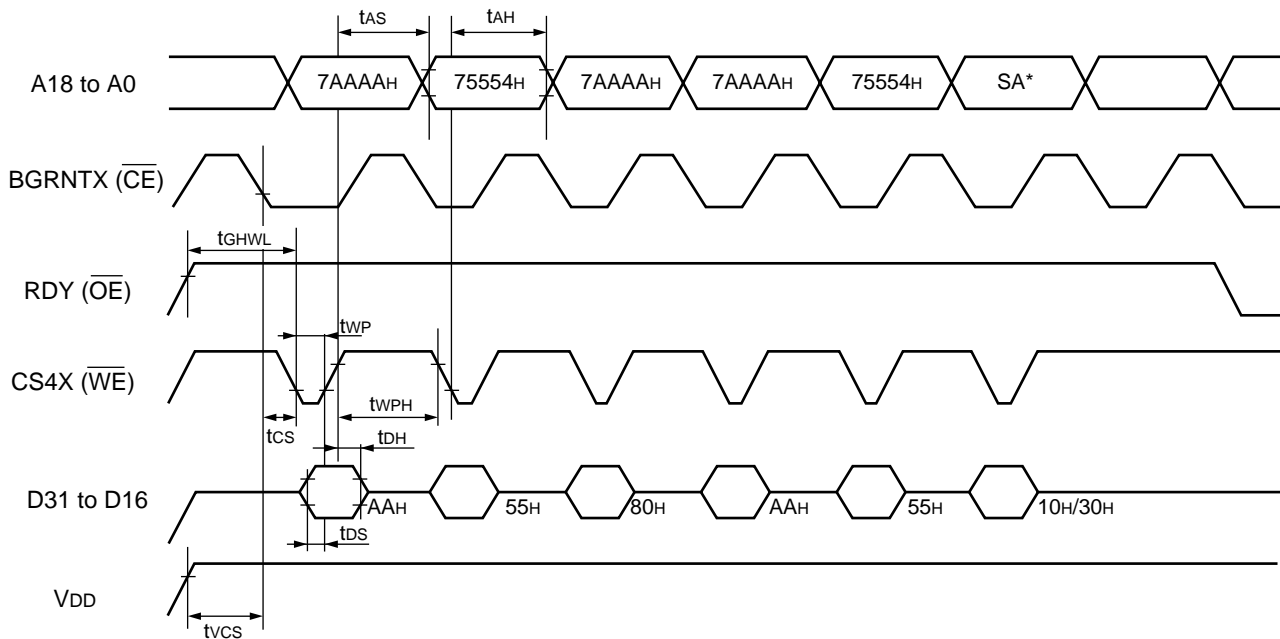 tAS tAH
A18 to A0 7AAAAH 75554H 7AAAAH 7AAAAH 75554H SA*
BGRNTX (CE)
tGHWL
RDY (OE)
tWP
CS4X (WE)
tWPH
tCS tDH
D31 to D16 AAH 55H 80H AAH 55H 10H/30H
tDS
VDD
tVCS